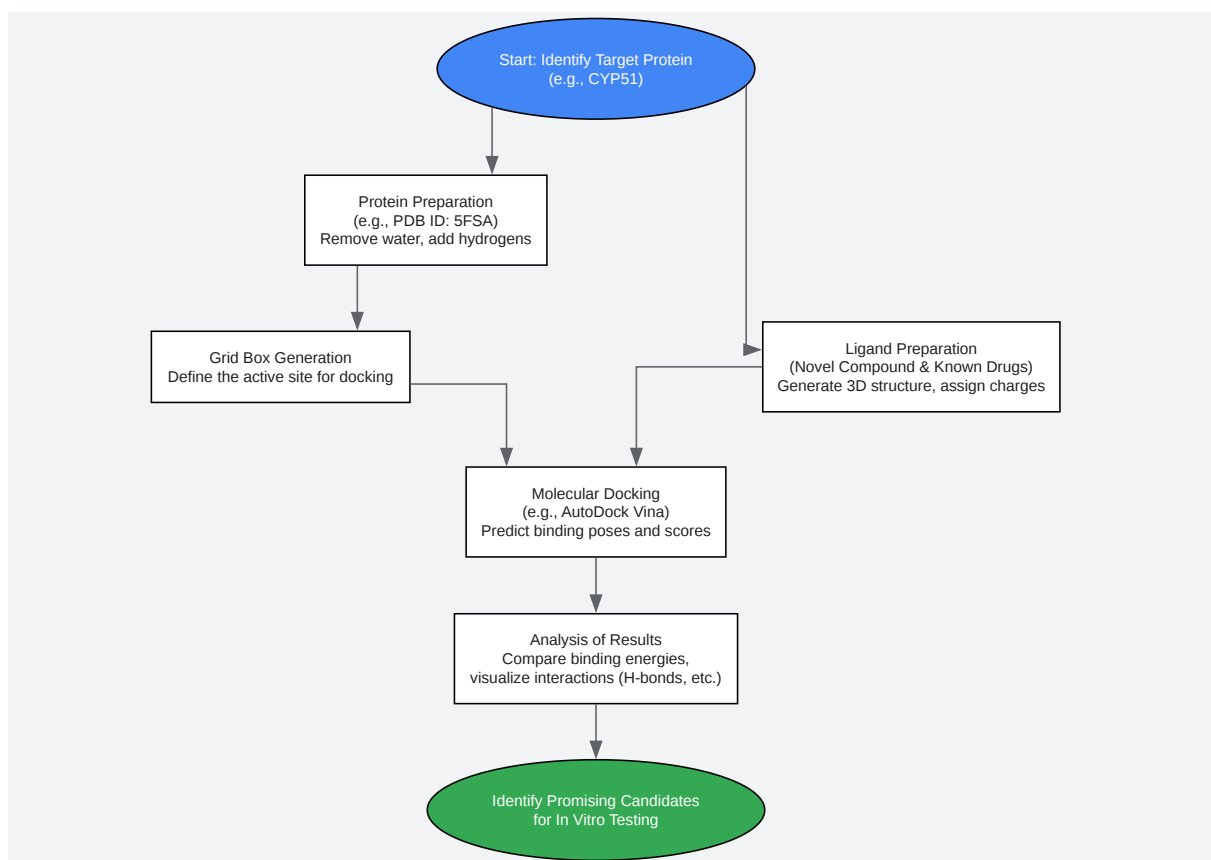 Start: Identify Target Protein
(e.g., CYP51)
Protein Preparation
(e.g., PDB ID: 5FSA)
Remove water, add hydrogens
Grid Box Generation
Define the active site for docking
Ligand Preparation
(Novel Compound & Known Drugs)
Generate 3D structure, assign charges
Molecular Docking
(e.g., AutoDock Vina)
Predict binding poses and scores
Analysis of Results
Compare binding energies,
visualize interactions (H-bonds, etc.)
Identify Promising Candidates
for In Vitro Testing